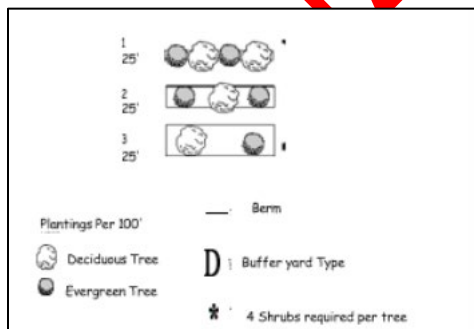 1
25'
2
25'
3
25'
Berm
Plantings Per 100'
Deciduous Tree
D : Buffer yard Type
Evergreen Tree
* 4 Shrubs required per tree